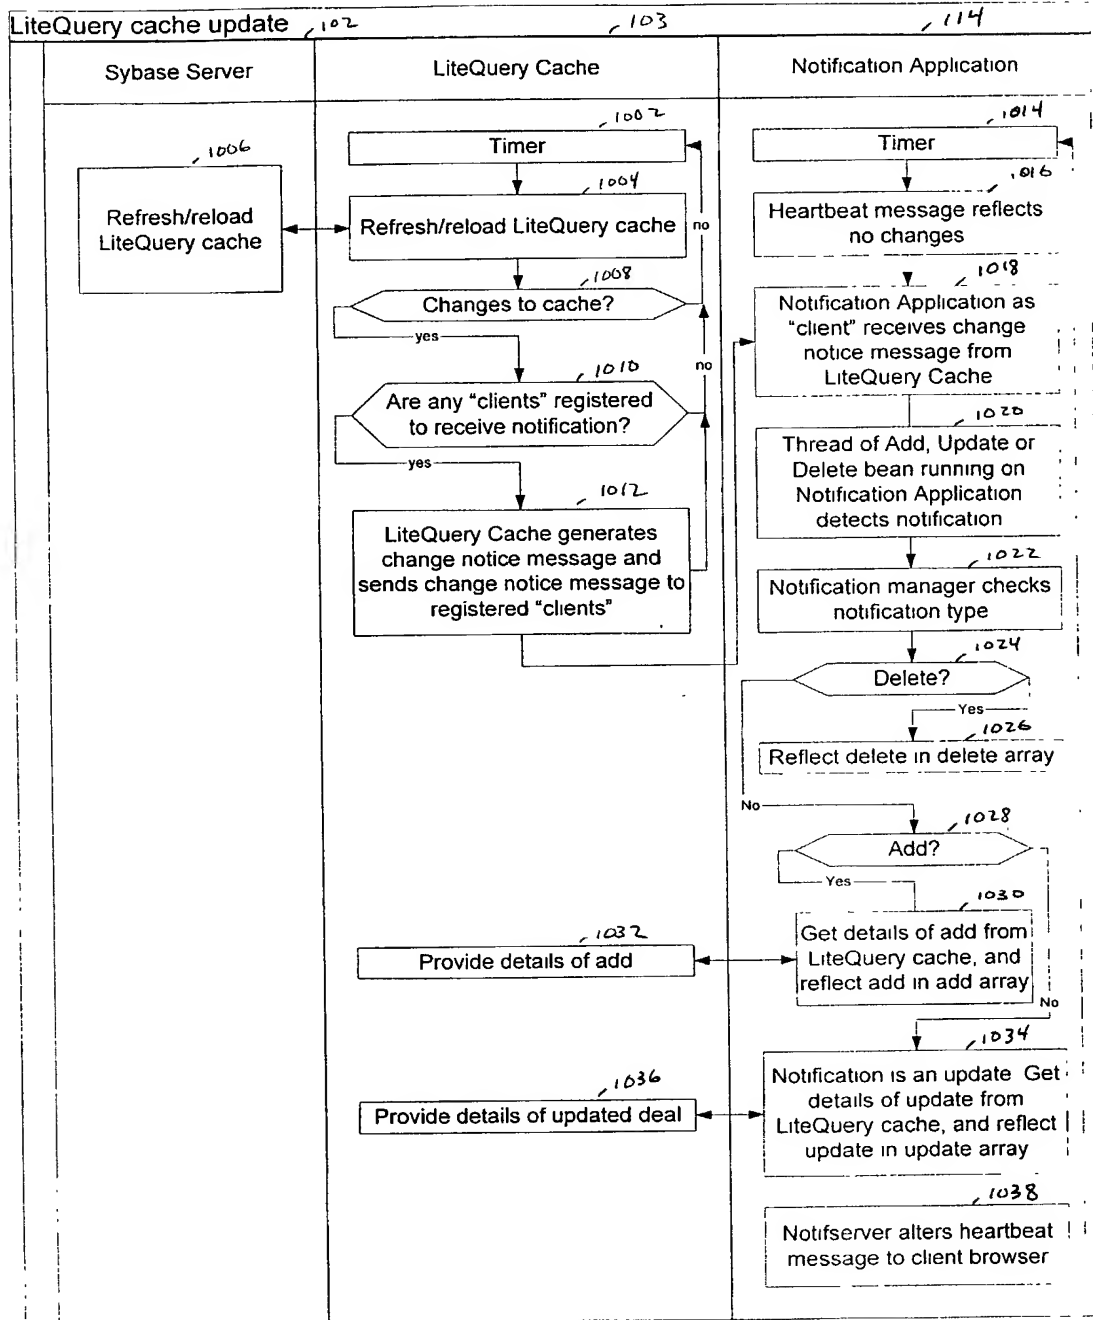 LiteQuery cache update 102 103 114
Sybase Server
LiteQuery Cache
Notification Application
1002
Timer
1004
Refresh/reload LiteQuery cache
1006
Refresh/reload
LiteQuery cache
no
1008
Changes to cache?
yes
no
1010
Are any “clients” registered
to receive notification?
yes
1012
LiteQuery Cache generates
change notice message and
sends change notice message to
registered “clients”
1014
Timer
1016
Heartbeat message reflects
no changes
1018
Notification Application as
“client” receives change
notice message from
LiteQuery Cache
1020
Thread of Add, Update or
Delete bean running on
Notification Application
detects notification
1022
Notification manager checks
notification type
1024
Delete?
Yes
1026
Reflect delete in delete array
No
1028
Add?
Yes
1030
Get details of add from
LiteQuery cache, and
reflect add in add array
No
1032
Provide details of add
1034
Notification is an update Get
details of update from
LiteQuery cache, and reflect
update in update array
1036
Provide details of updated deal
1038
Notifserver alters heartbeat
message to client browser